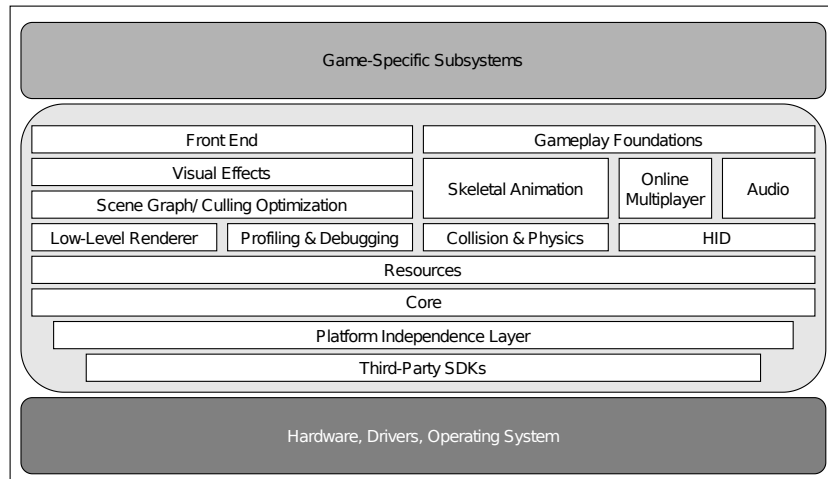 Game-Specific Subsystems
Front End
Gameplay Foundations
Visual Effects
Skeletal Animation
Online
Multiplayer
Audio
Scene Graph/ Culling Optimization
Low-Level Renderer
Profiling & Debugging
Collision & Physics
HID
Resources
Core
Platform Independence Layer
Third-Party SDKs
Hardware, Drivers, Operating System